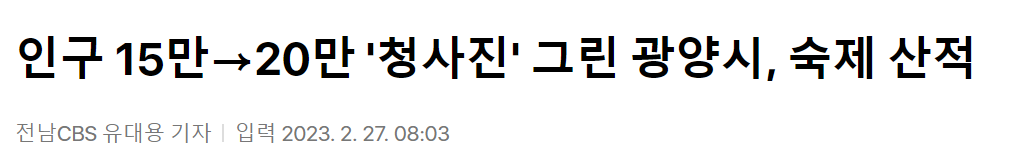 인구 15만→20만 '청사진' 그린 광양시, 숙제 산적
전남CBS 유대용 기자 | 입력 2023. 2. 27. 08:03